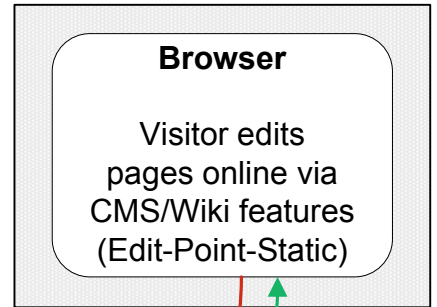 Browser
Visitor edits
pages online via
CMS/Wiki features
(Edit-Point-Static)